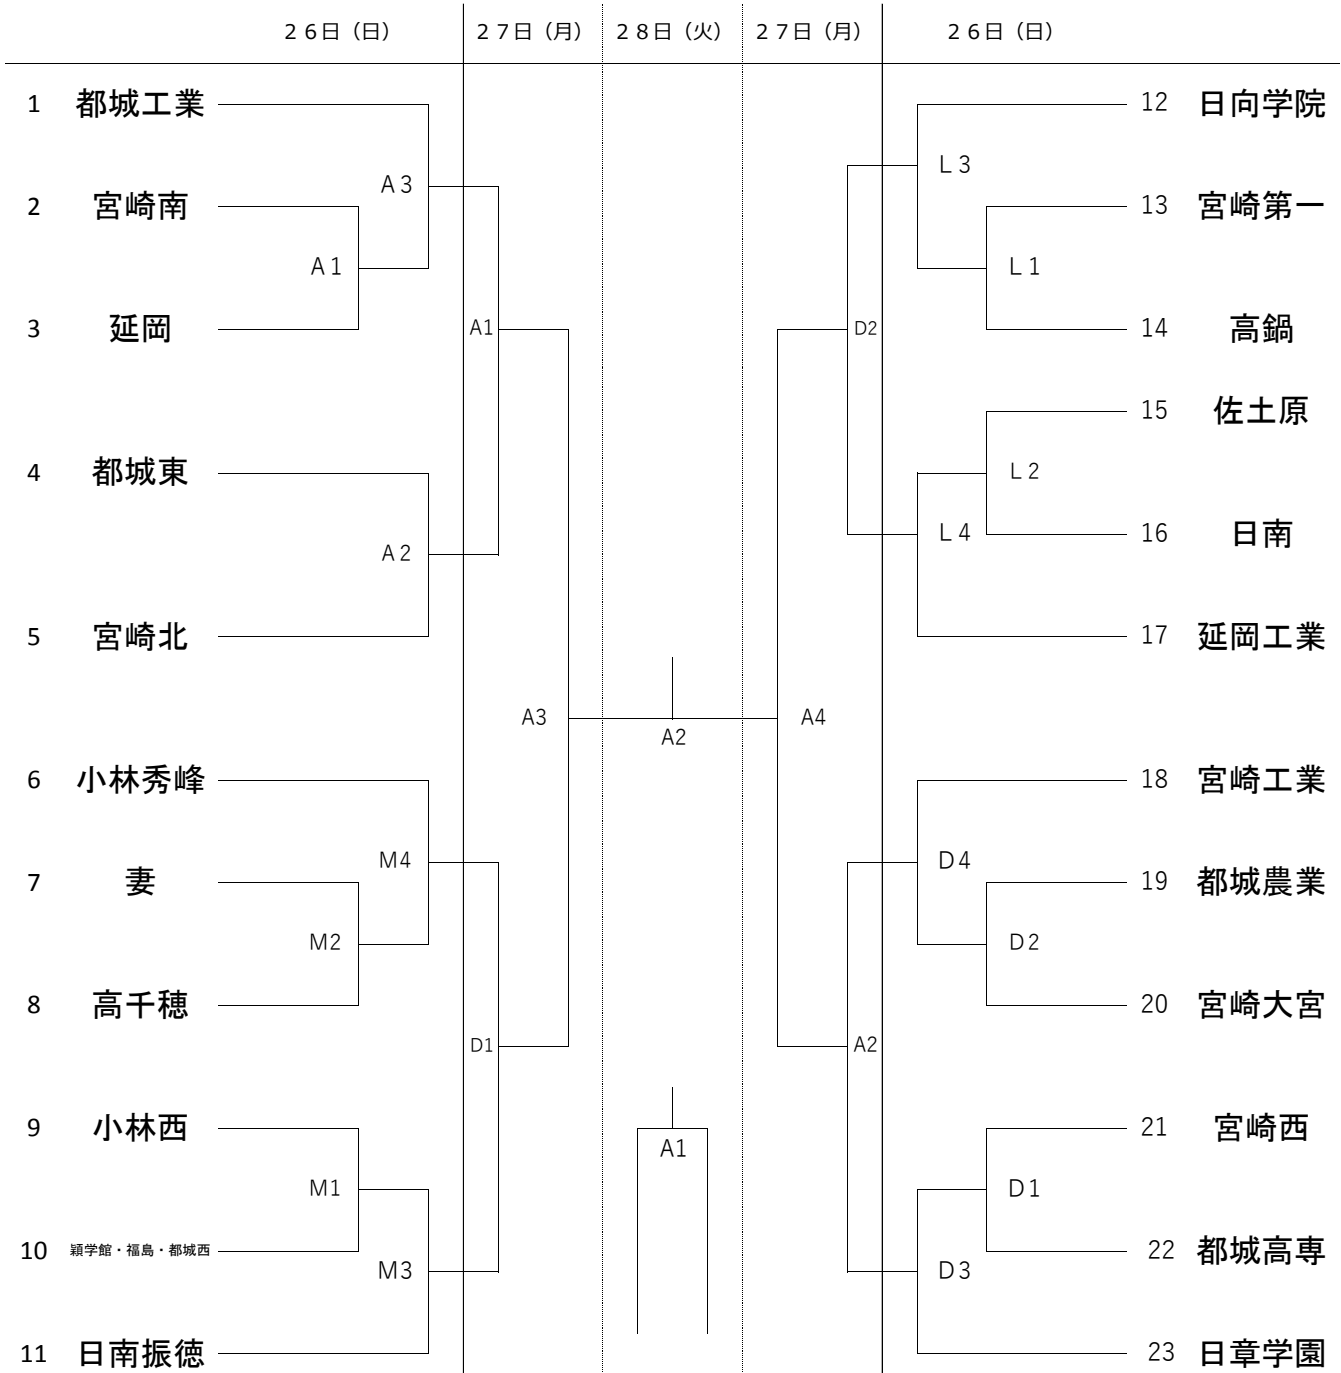 ２６日（日） ２７日（月） ２８日（火） ２７日（月） ２６日（日）
1 都城工業 12 日向学院
L３
A３
2 宮崎南 13 宮崎第一
A１ L１
3 延岡 A1 D2 14 高鍋
15 佐土原
4 都城東 L２
A２ L４ 16 日南
5 宮崎北 17 延岡工業
A3 A2 A4
6 小林秀峰 18 宮崎工業
M４ D４
7 妻 19 都城農業
M２ D２
8 高千穂 20 宮崎大宮
D1 A2
9 小林西 A１ 21 宮崎西
M１ D１
10 穎学館・福島・都城西 22 都城高専
M３ D３
11 日南振徳 23 日章学園